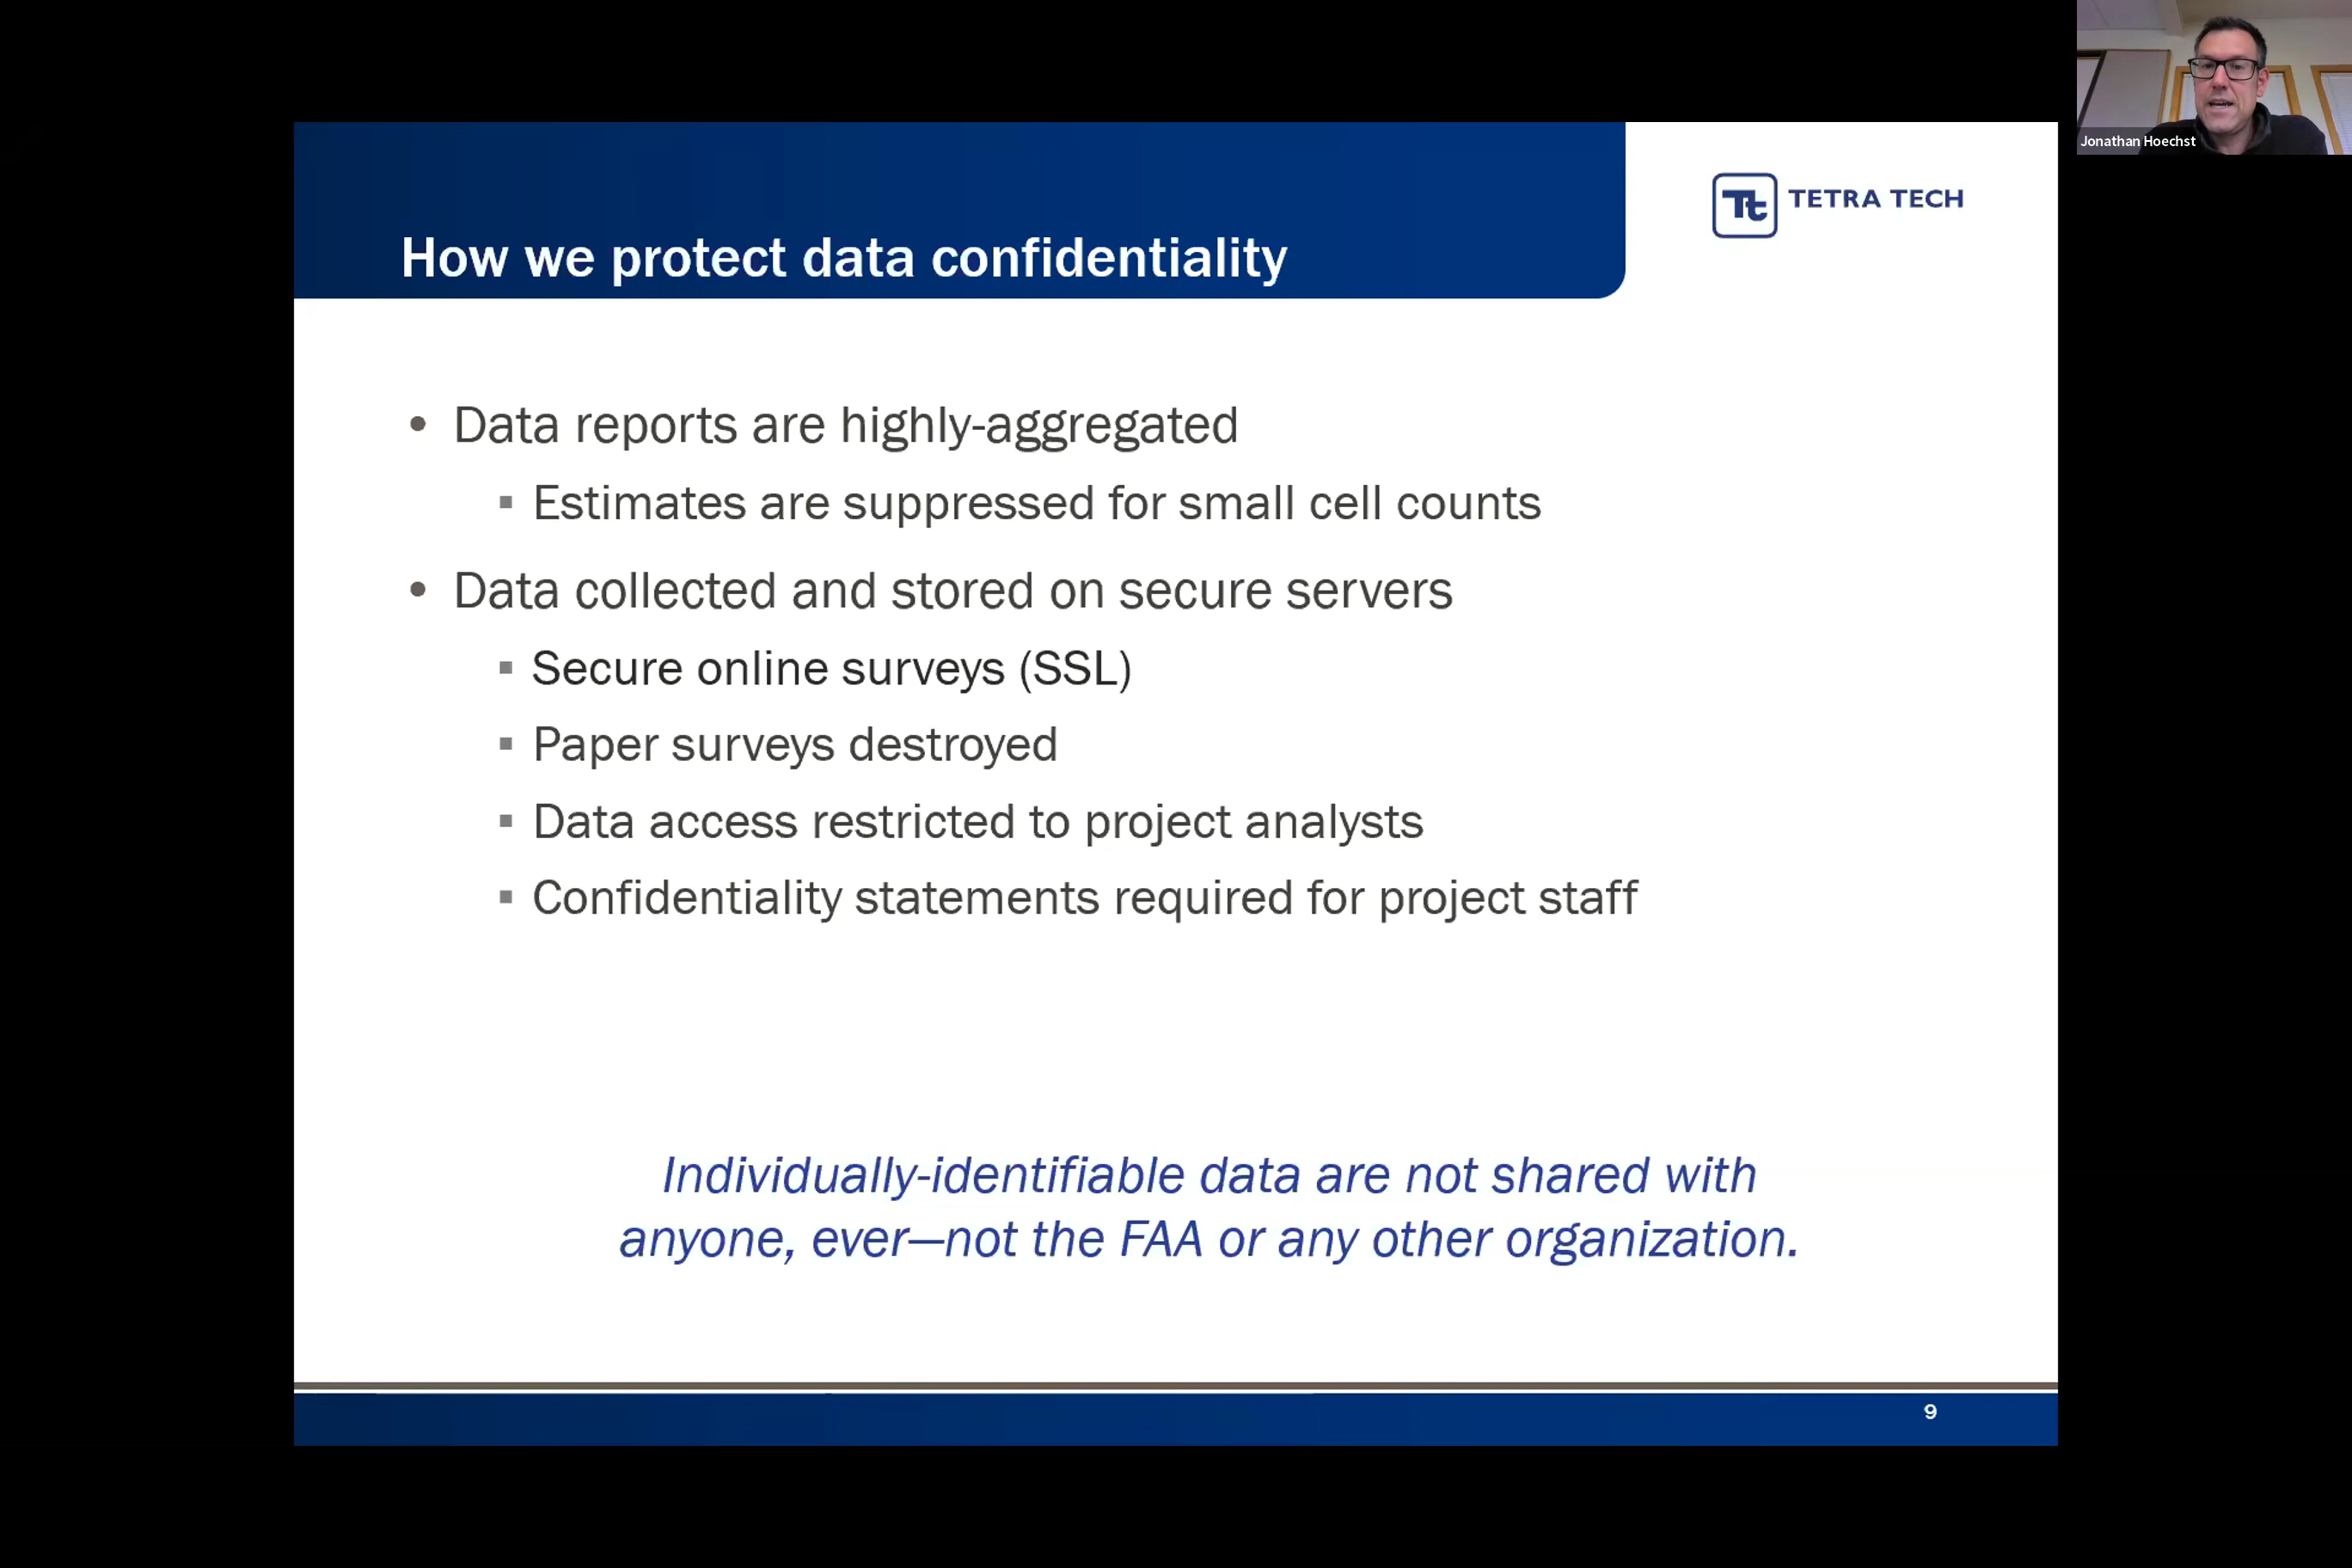 Jonathan Hoechst
Tt TETRA TECH
How we protect data confidentiality
• Data reports are highly-aggregated
▪ Estimates are suppressed for small cell counts
• Data collected and stored on secure servers
▪ Secure online surveys (SSL)
▪ Paper surveys destroyed
▪ Data access restricted to project analysts
▪ Confidentiality statements required for project staff
Individually-identifiable data are not shared with
anyone, ever—not the FAA or any other organization.
9